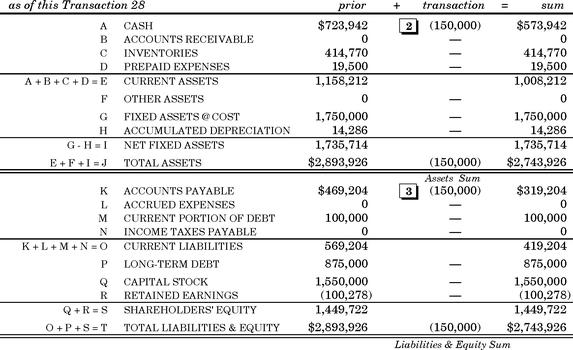 as of this Transaction 28 prior + transaction = sum
A CASH $723,942 2 (150,000) $573,942
B ACCOUNTS RECEIVABLE 0 — 0
C INVENTORIES 414,770 — 414,770
D PREPAID EXPENSES 19,500 — 19,500
A + B + C + D = E CURRENT ASSETS 1,158,212 1,008,212
F OTHER ASSETS 0 — 0
G FIXED ASSETS @ COST 1,750,000 — 1,750,000
H ACCUMULATED DEPRECIATION 14,286 — 14,286
G - H = I NET FIXED ASSETS 1,735,714 1,735,714
E + F + I = J TOTAL ASSETS $2,893,926 (150,000) $2,743,926
Assets Sum
K ACCOUNTS PAYABLE $469,204 3 (150,000) $319,204
L ACCRUED EXPENSES 0 — 0
M CURRENT PORTION OF DEBT 100,000 — 100,000
N INCOME TAXES PAYABLE 0 — 0
K + L + M + N = O CURRENT LIABILITIES 569,204 419,204
P LONG-TERM DEBT 875,000 — 875,000
Q CAPITAL STOCK 1,550,000 — 1,550,000
R RETAINED EARNINGS (100,278) — (100,278)
Q + R = S SHAREHOLDERS' EQUITY 1,449,722 1,449,722
O + P + S = T TOTAL LIABILITIES & EQUITY $2,893,926 (150,000) $2,743,926
Liabilities & Equity Sum